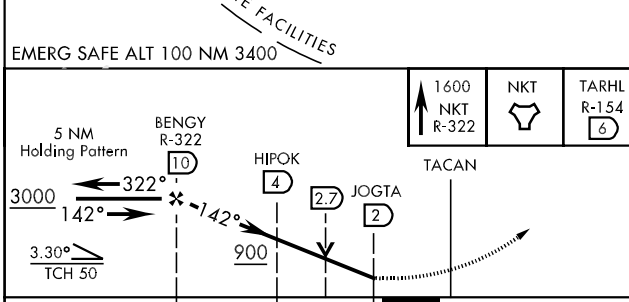 E FACILITIES
EMERG SAFE ALT 100 NM 3400
1600
NKT
R-322
NKT
TARHL
R-154
6
5 NM
Holding Pattern
BENGY
R-322
10
HIPOK
4
2.7
JOGTA
2
TACAN
3000
322°
142°
142°
900
3.30°
TCH 50